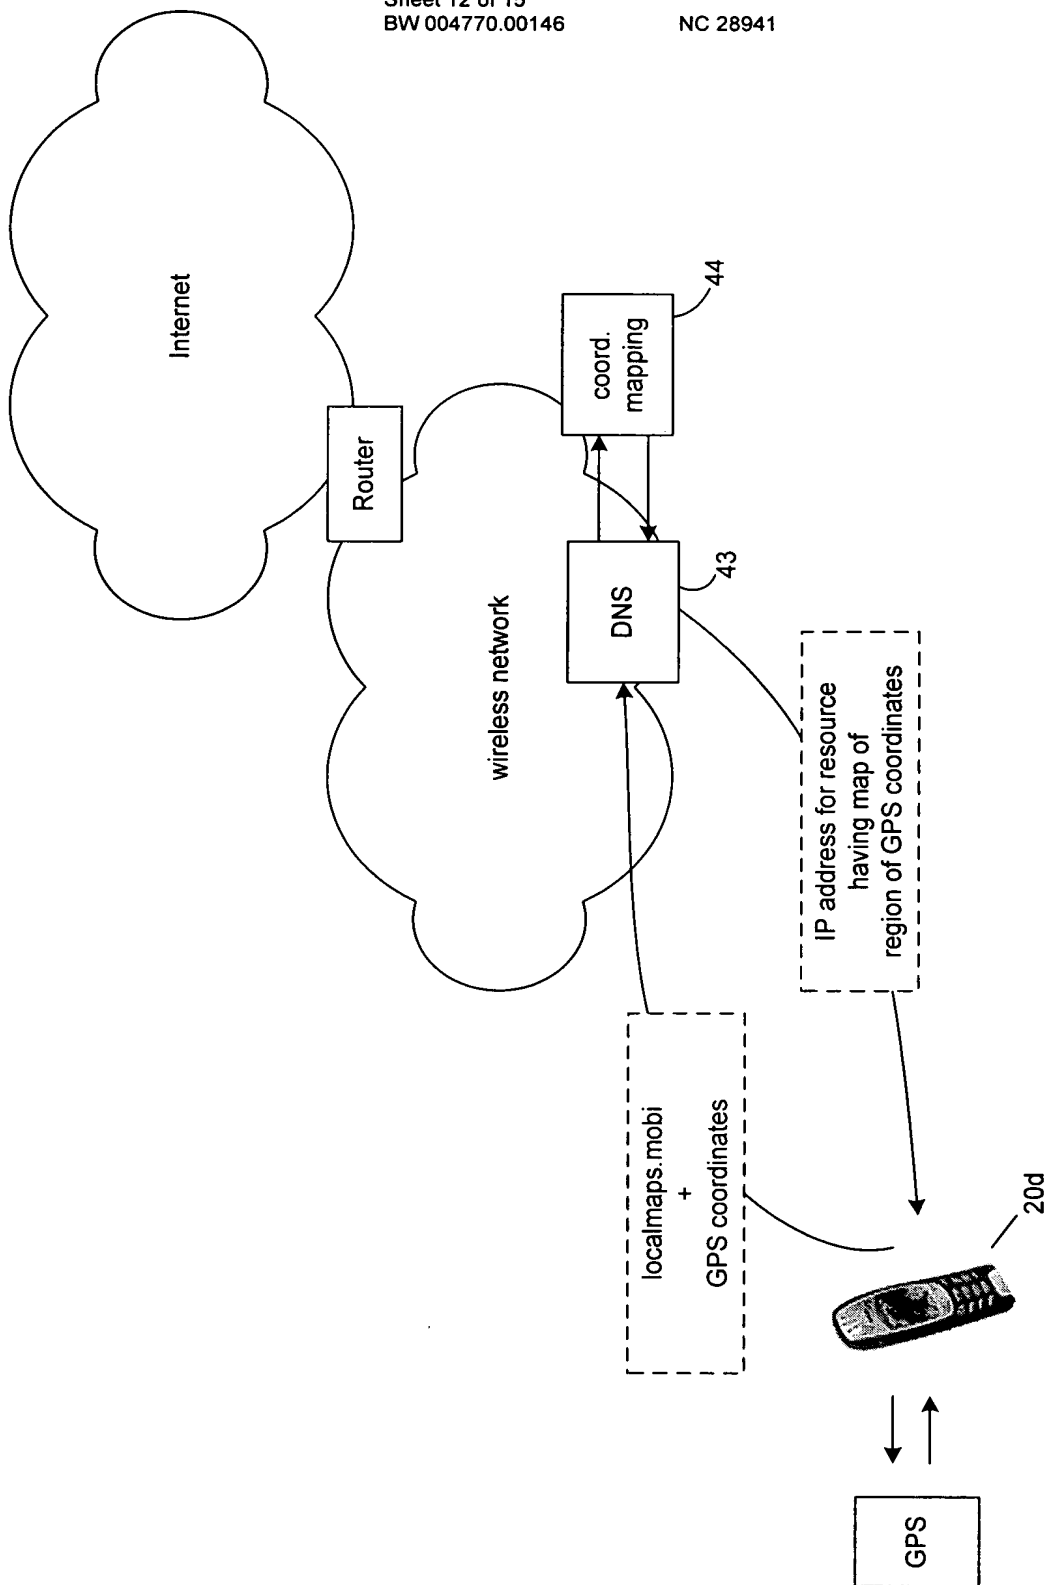 Sheet 12 of 15
BW 004770.00146 NC 28941
Internet
Router
wireless network
coord.
mapping
44
DNS
43
localmaps.mobi
+
GPS coordinates
IP address for resource
having map of
region of GPS coordinates
20d
GPS